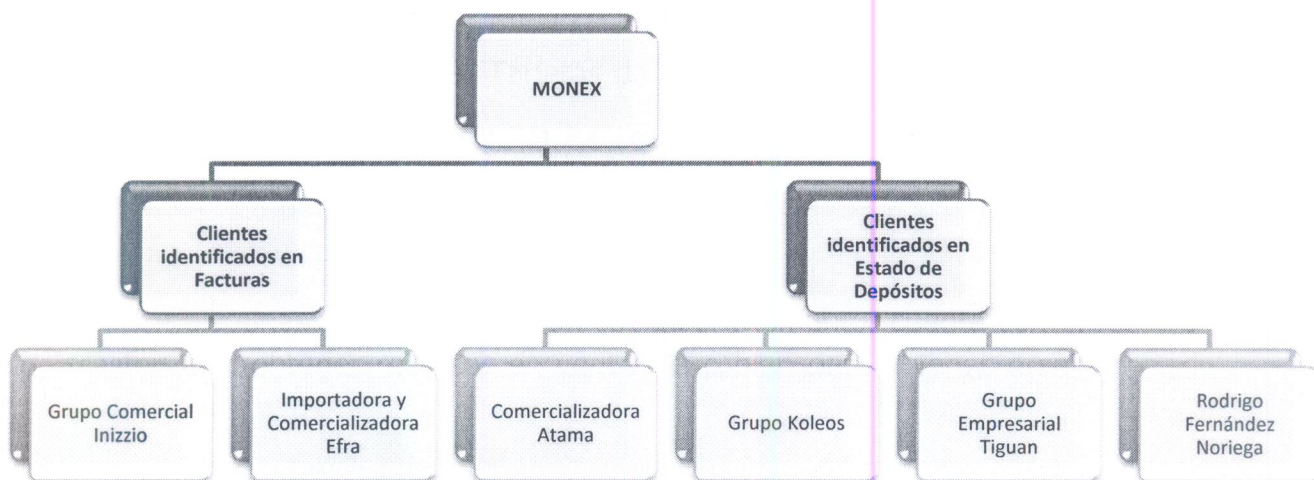 MONEX
Clientes
identificados en
Facturas
Clientes
identificados en
Estado de
Depósitos
Grupo Comercial
Inizzio
Importadora y
Comercializadora
Efra
Comercializadora
Atama
Grupo Koleos
Grupo
Empresarial
Tiguan
Rodrigo
Fernández
Noriega